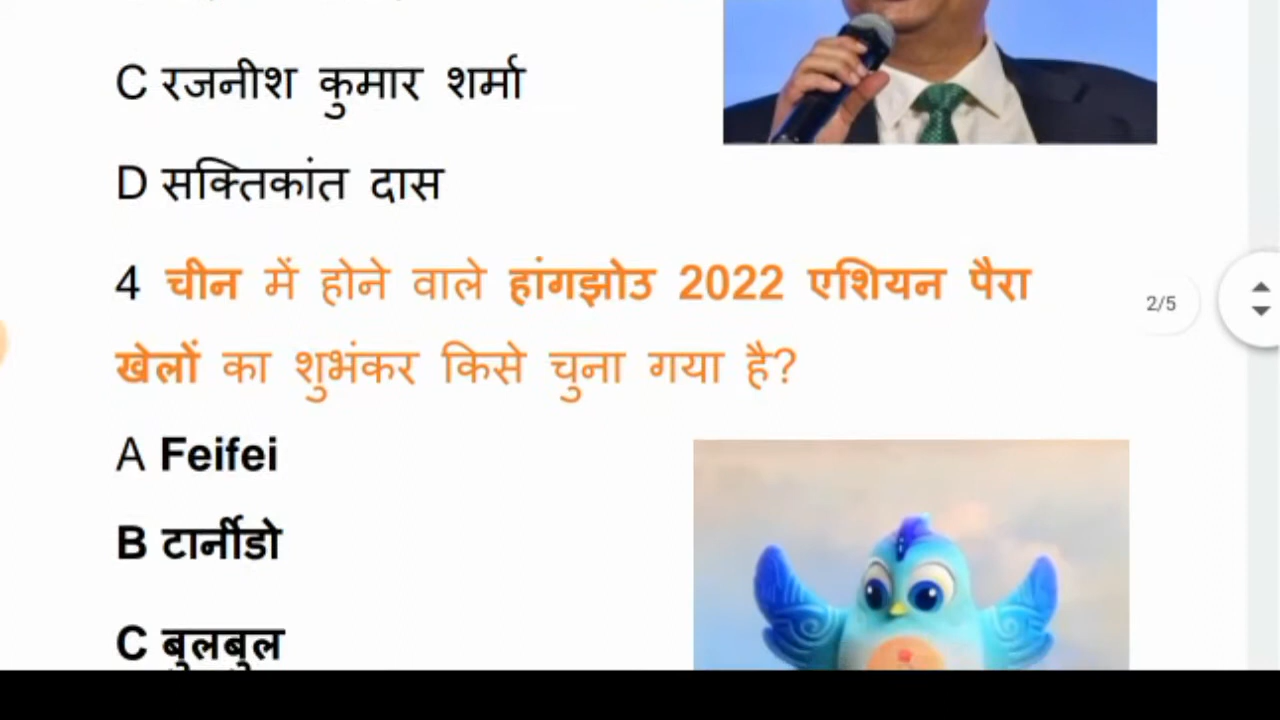 C रजनीश कुमार शर्मा
D सक्तिकांत दास
4 चीन में होने वाले हांगझोउ 2022 एशियन पैरा
खेलों का शुभंकर किसे चुना गया है?
2/5
A Feifei
B टार्नीडो
C बुलबुल